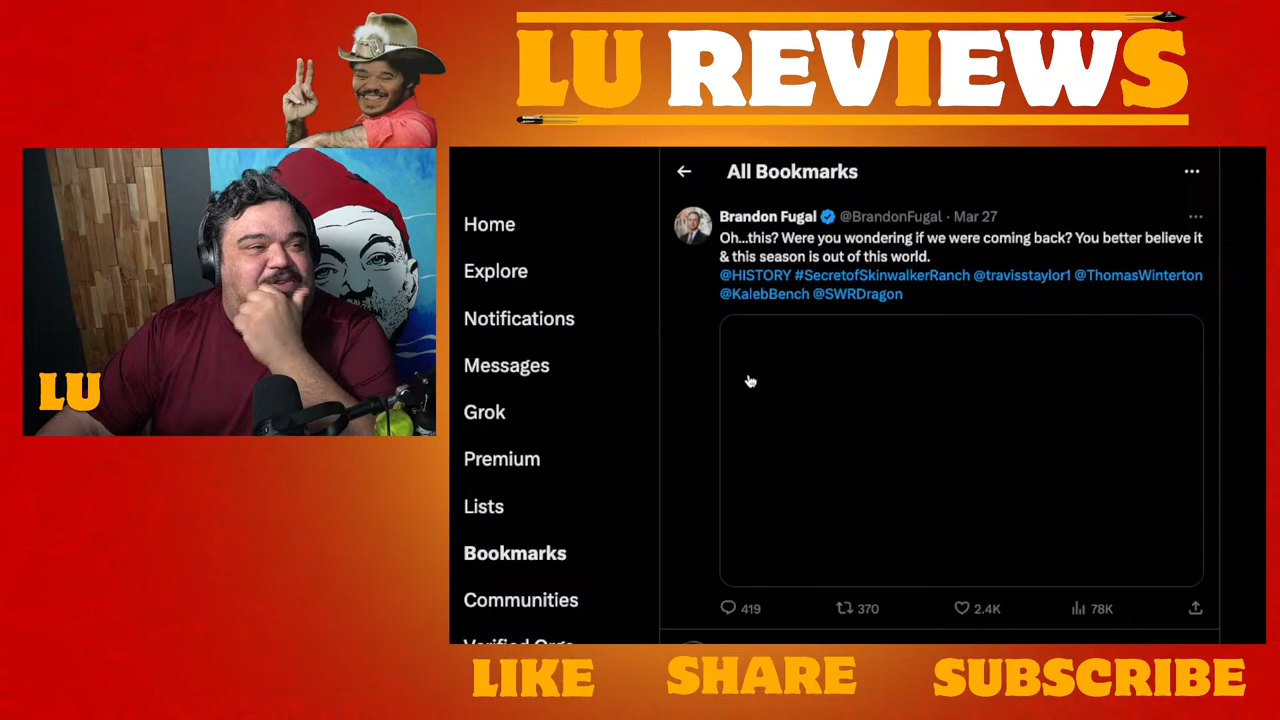 LU REVIEWS
LU
All Bookmarks
Home
Explore
Notifications
Messages
Grok
Premium
Lists
Bookmarks
Communities
Verified Orgs
Brandon Fugal @BrandonFugal · Mar 27
Oh...this? Were you wondering if we were coming back? You better believe it
& this season is out of this world.
@HISTORY #SecretofSkinwalkerRanch @travisstaylor1 @ThomasWinterton
@KalebBench @SWRDragon
419 370 2.4K 78K
LIKE SHARE SUBSCRIBE